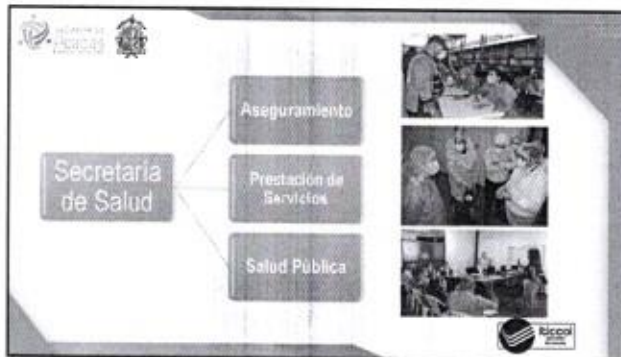 Aseguramiento
Secretaria
de Salud
Prestación de
Servicios
Salud Pública